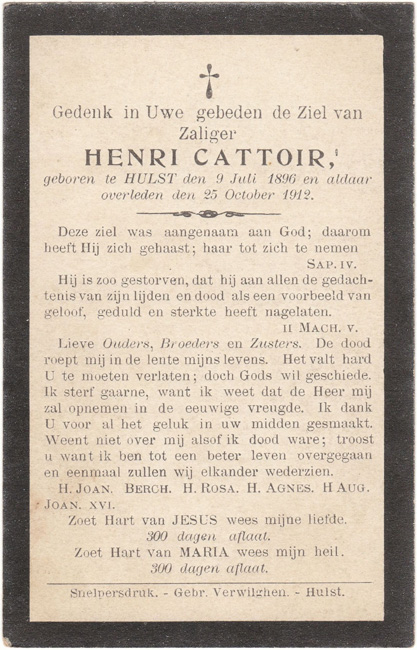 Gedenk in Uwe gebeden de Ziel van
Zaliger
HENRI CATTOIR,
geboren te HULST den 9 Juli 1896 en aldaar
overleden den 25 October 1912.
Deze ziel was aangenaam aan God; daarom
heeft Hij zich gehaast; haar tot zich te nemen
SAP. IV.
Hij is zoo gestorven, dat hij aan allen de gedach-
tenis van zijn lijden en dood als een voorbeeld van
geloof, geduld en sterkte heeft nagelaten.
II MACH. V.
Lieve Ouders, Broeders en Zusters. De dood
roept mij in de lente mijns levens. Het valt hard
U te moeten verlaten; doch Gods wil geschiede.
Ik sterf gaarne, want ik weet dat de Heer mij
zal opnemen in de eeuwige vreugde. Ik dank
U voor al het geluk in uw midden gesmaakt.
Weent niet over mij alsof ik dood ware; troost
u want ik ben tot een beter leven overgegaan
en eenmaal zullen wij elkander wederzien.
H. JOAN. BERCH. H. ROSA. H. AGNES. H AUG.
JOAN. XVI.
Zoet Hart van JESUS wees mijne liefde.
300 dagen aflaat.
Zoet Hart van MARIA wees mijn heil.
300 dagen aflaat.
Snelpersdruk. - Gebr. Verwilghen. - Hulst.